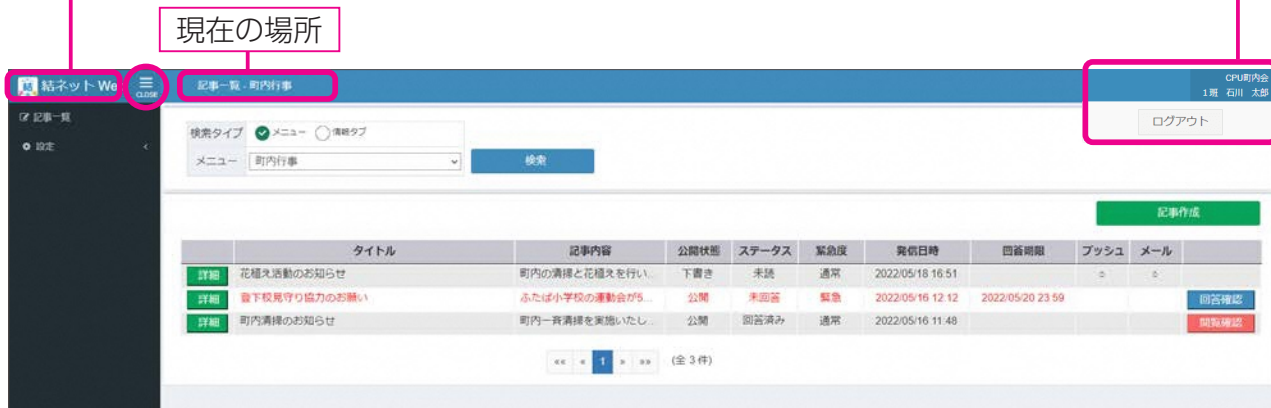 現在の場所
結ネット We
CLOSE
記事一覧 - 町内行事
CPU町内会
1班 石川 太郎
ログアウト
記事一覧
設定
検索タイプ メニュー 情報タブ
メニュー 町内行事 検索
記事作成
タイトル 記事内容 公開状態 ステータス 緊急度 発信日時 回答期限 プッシュ メール
詳細 花植え活動のお知らせ 町内の清掃と花植えを行い... 下書き 未読 通常 2022/05/18 16:51 ○ ○
詳細 登下校見守り協力のお願い ふたば小学校の運動会が5... 公開 未回答 緊急 2022/05/16 12:12 2022/05/20 23:59 回答確認
詳細 町内清掃のお知らせ 町内一斉清掃を実施いたし... 公開 回答済み 通常 2022/05/16 11:48 閲覧確認
«« « 1 » »» (全 3 件)